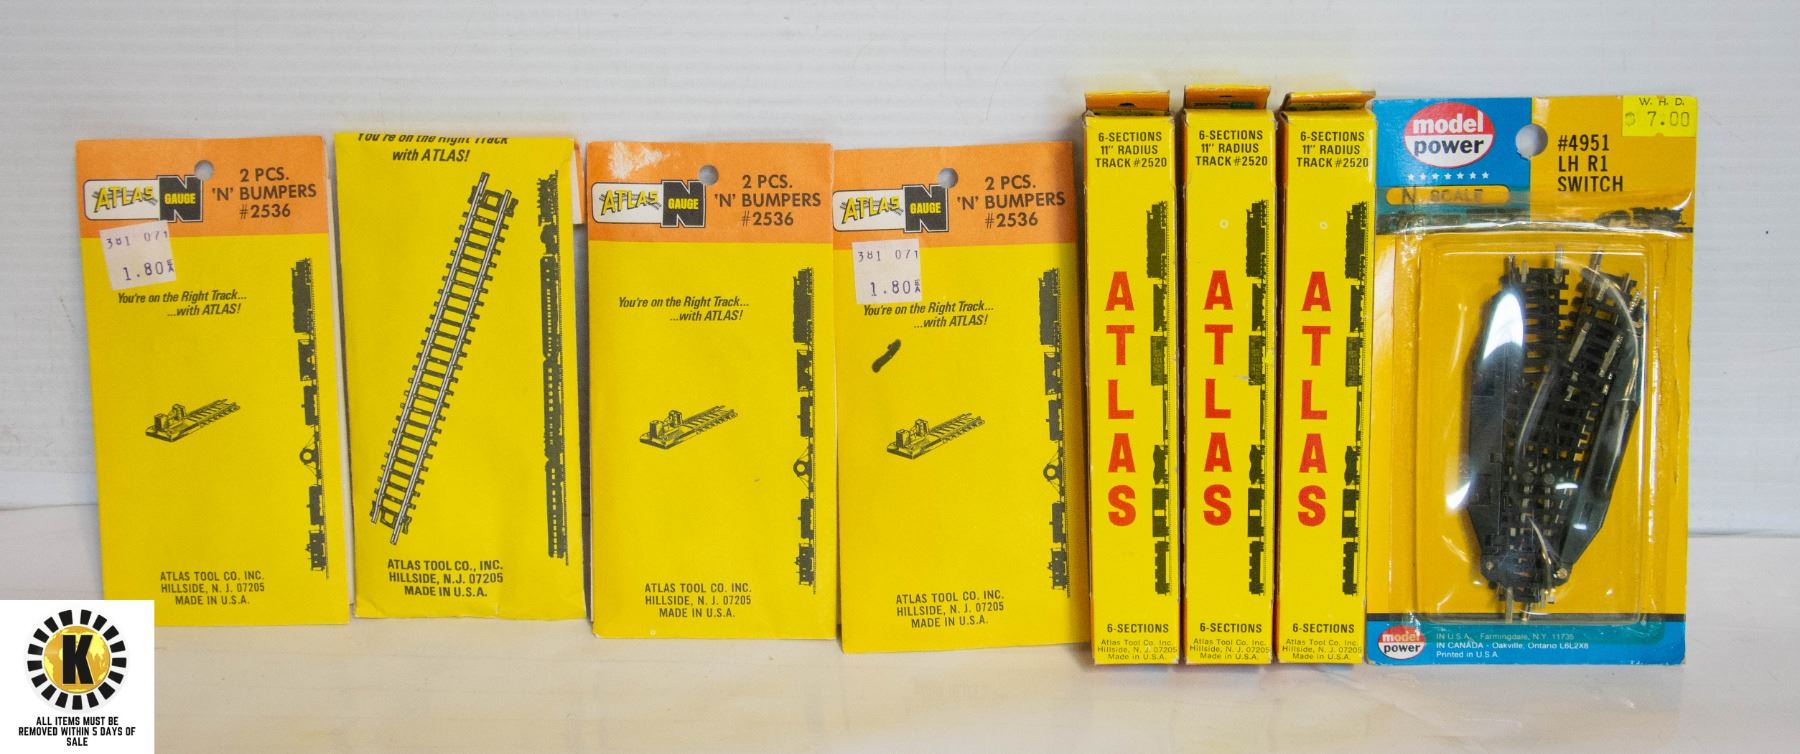 ATLAS
N
GAUGE
2 PCS.
'N' BUMPERS
#2536
381 071
1.80 EA
You're on the Right Track...
...with ATLAS!
ATLAS TOOL CO. INC.
HILLSIDE, N. J. 07205
MADE IN U.S.A.
You're on the Right Track
with ATLAS!
ATLAS TOOL CO., INC.
HILLSIDE, N.J. 07205
MADE IN U.S.A.
ATLAS
N
GAUGE
2 PCS.
'N' BUMPERS
#2536
You're on the Right Track...
...with ATLAS!
ATLAS TOOL CO. INC.
HILLSIDE, N. J. 07205
MADE IN U.S.A.
ATLAS
N
GAUGE
2 PCS.
'N' BUMPERS
#2536
381 071
1.80 EA
You're on the Right Track...
...with ATLAS!
ATLAS TOOL CO. INC.
HILLSIDE, N. J. 07205
MADE IN U.S.A.
6-SECTIONS
11" RADIUS
TRACK #2520
ATLAS
6-SECTIONS
Atlas Tool Co. Inc.
Hillside, N. J. 07205
Made in U.S.A.
6-SECTIONS
11" RADIUS
TRACK #2520
ATLAS
6-SECTIONS
Atlas Tool Co. Inc.
Hillside, N. J. 07205
Made in U.S.A.
6-SECTIONS
11" RADIUS
TRACK #2520
ATLAS
6-SECTIONS
Atlas Tool Co. Inc.
Hillside, N. J. 07205
Made in U.S.A.
model
power
N SCALE
#4951
LH R1
SWITCH
W. H. D.
$ 7.00
model
power
IN U.S.A. - Farmingdale, N.Y. 11735
IN CANADA - Oakville, Ontario L6L2X8
Printed in U.S.A.
K
ALL ITEMS MUST BE
REMOVED WITHIN 5 DAYS OF
SALE